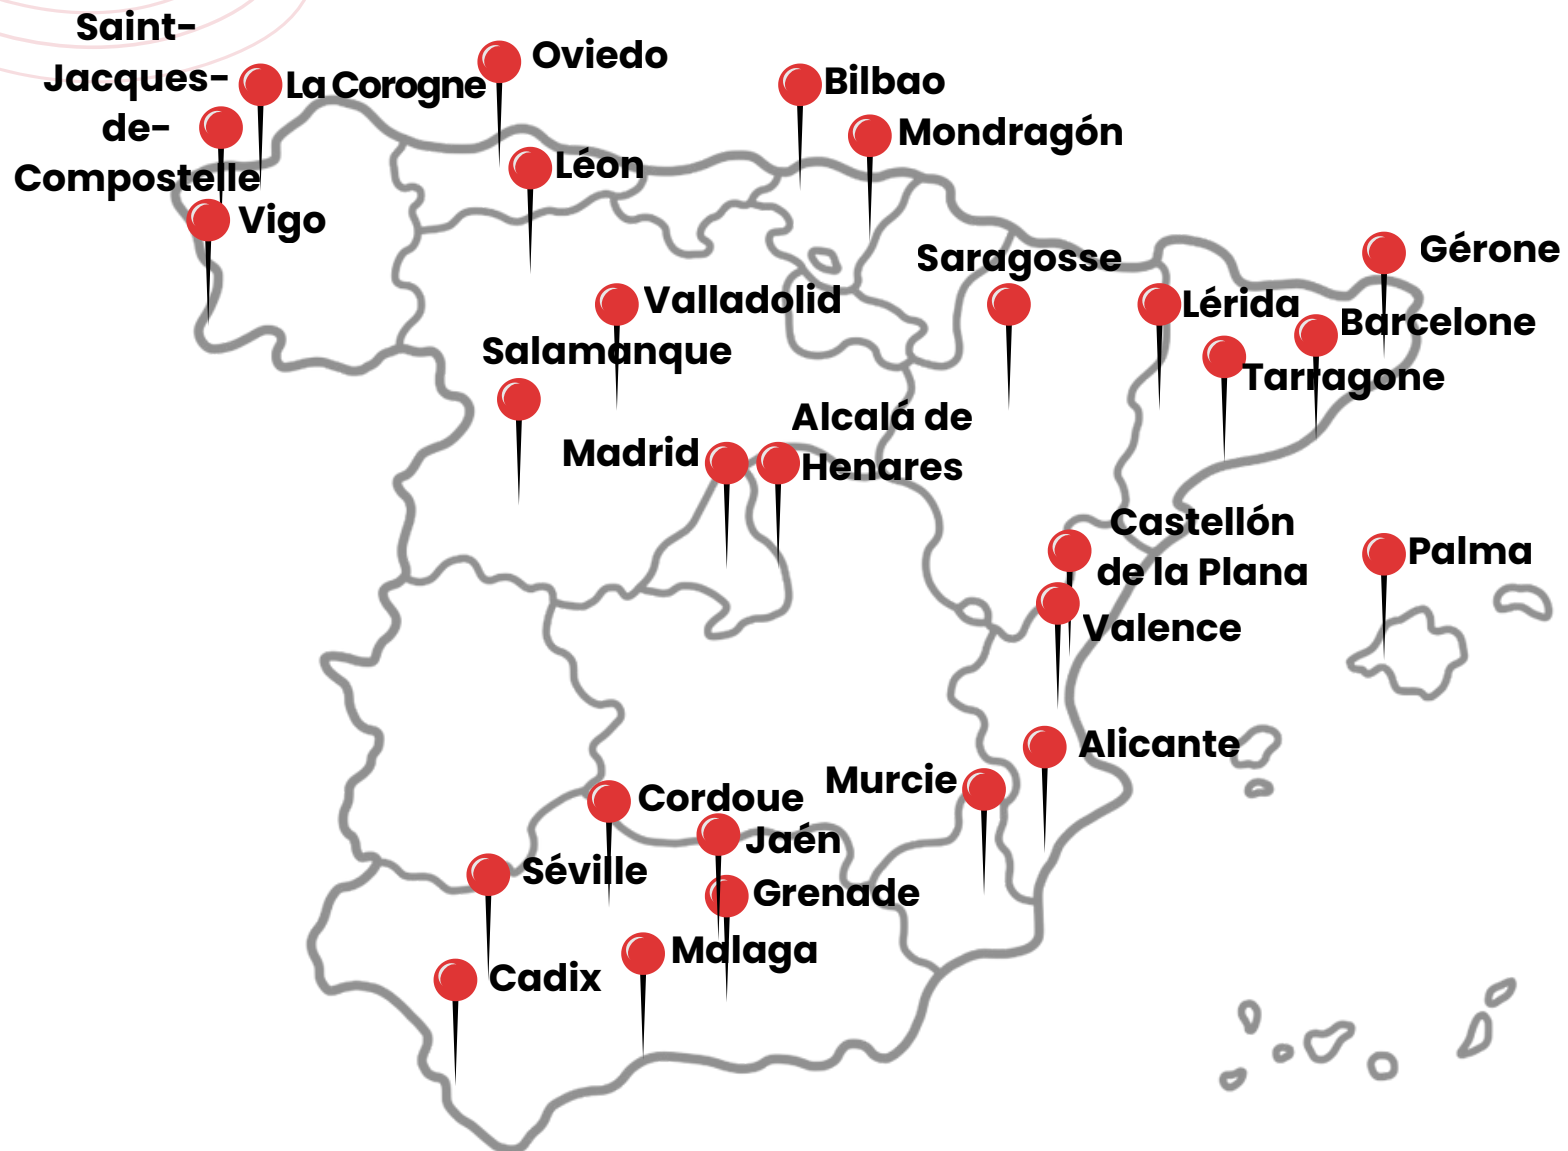 Saint-
Jacques-
de-
Compostelle
La Corogne
Oviedo
Bilbao
Mondragón
Léon
Vigo
Saragosse
Gérone
Valladolid
Lérida
Barcelone
Salamanque
Tarragone
Alcalá de
Henares
Madrid
Castellón
de la Plana
Palma
Valence
Alicante
Murcie
Cordoue
Jaén
Séville
Grenade
Malaga
Cadix